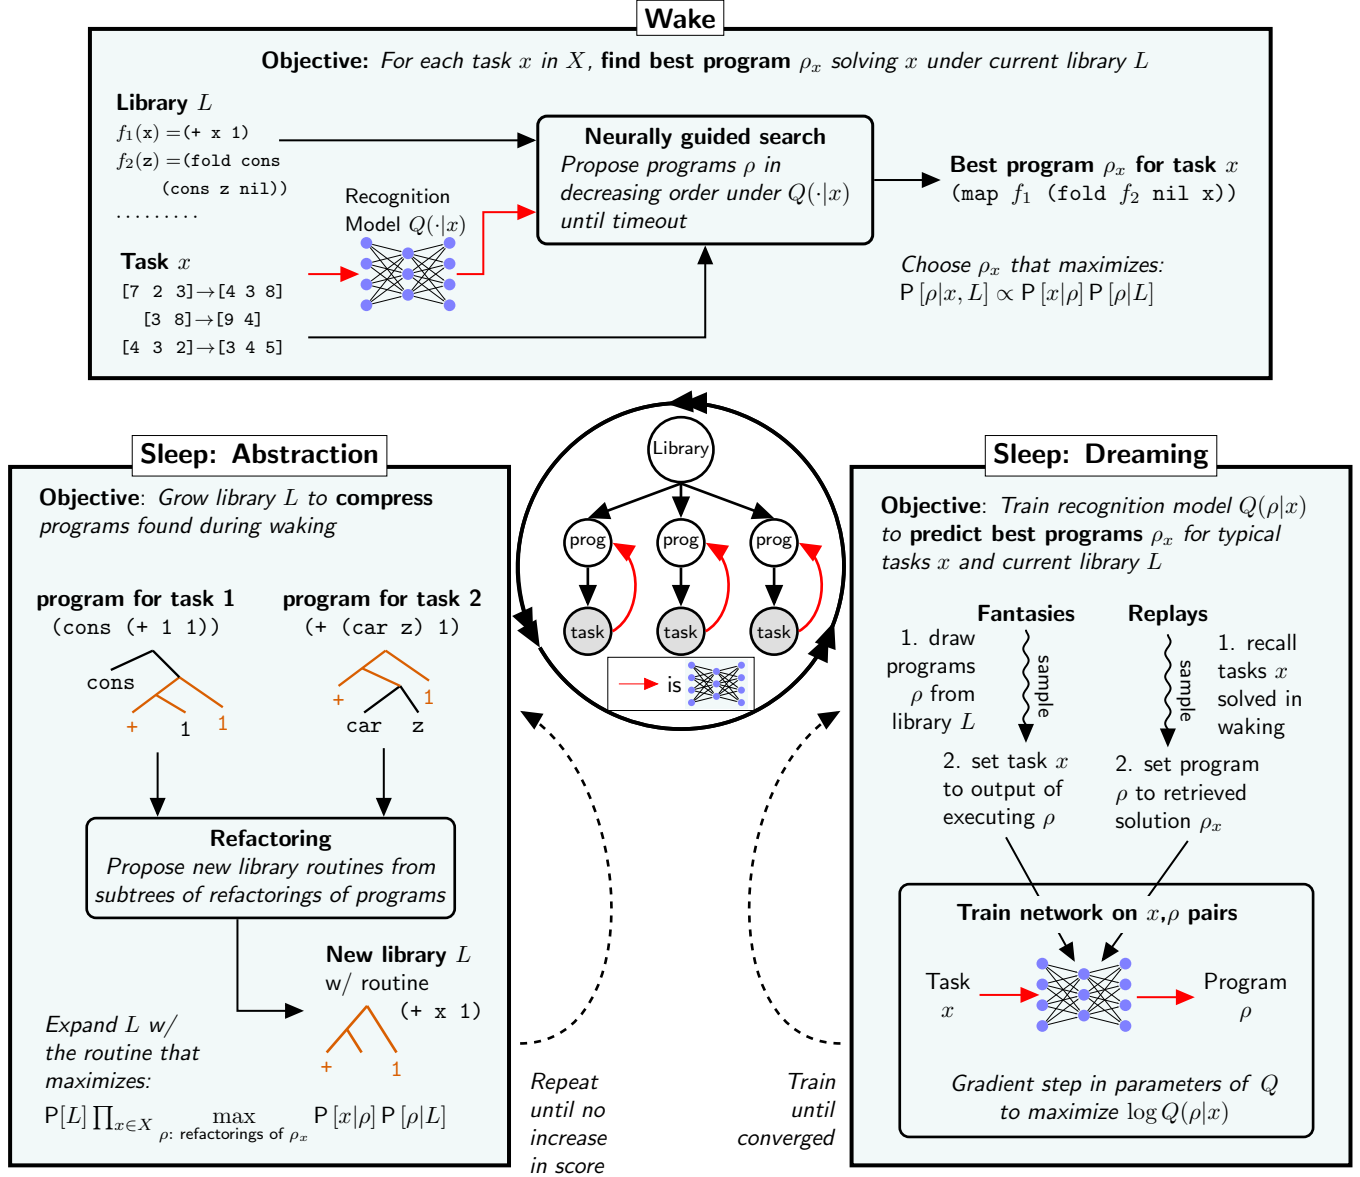 Wake
Objective: For each task x in X, find best program ρ_x solving x under current library L
Library L
f₁(x) =(+ x 1)
f₂(z) =(fold cons
(cons z nil))
.........
Recognition
Model Q(·|x)
Task x
[7 2 3]→[4 3 8]
[3 8]→[9 4]
[4 3 2]→[3 4 5]
Neurally guided search
Propose programs ρ in
decreasing order under Q(·|x)
until timeout
Best program ρ_x for task x
(map f₁ (fold f₂ nil x))
Choose ρ_x that maximizes:
P [ρ|x, L] ∝ P [x|ρ] P [ρ|L]
Library
prog prog prog
task task task
is
Sleep: Abstraction
Objective: Grow library L to compress
programs found during waking
program for task 1
(cons (+ 1 1))
cons
+ 1 1
program for task 2
(+ (car z) 1)
+ 1
car z
Refactoring
Propose new library routines from
subtrees of refactorings of programs
New library L
w/ routine
(+ x 1)
+ 1
Expand L w/
the routine that
maximizes:
P[L] ∏_{x∈X} max_{ρ: refactorings of ρ_x} P [x|ρ] P [ρ|L]
Repeat
until no
increase
in score
Train
until
converged
Sleep: Dreaming
Objective: Train recognition model Q(ρ|x)
to predict best programs ρ_x for typical
tasks x and current library L
Fantasies
1. draw
programs
ρ from
library L
sample
2. set task x
to output of
executing ρ
Replays
sample
1. recall
tasks x
solved in
waking
2. set program
ρ to retrieved
solution ρ_x
Train network on x,ρ pairs
Task
x
Program
ρ
Gradient step in parameters of Q
to maximize log Q(ρ|x)